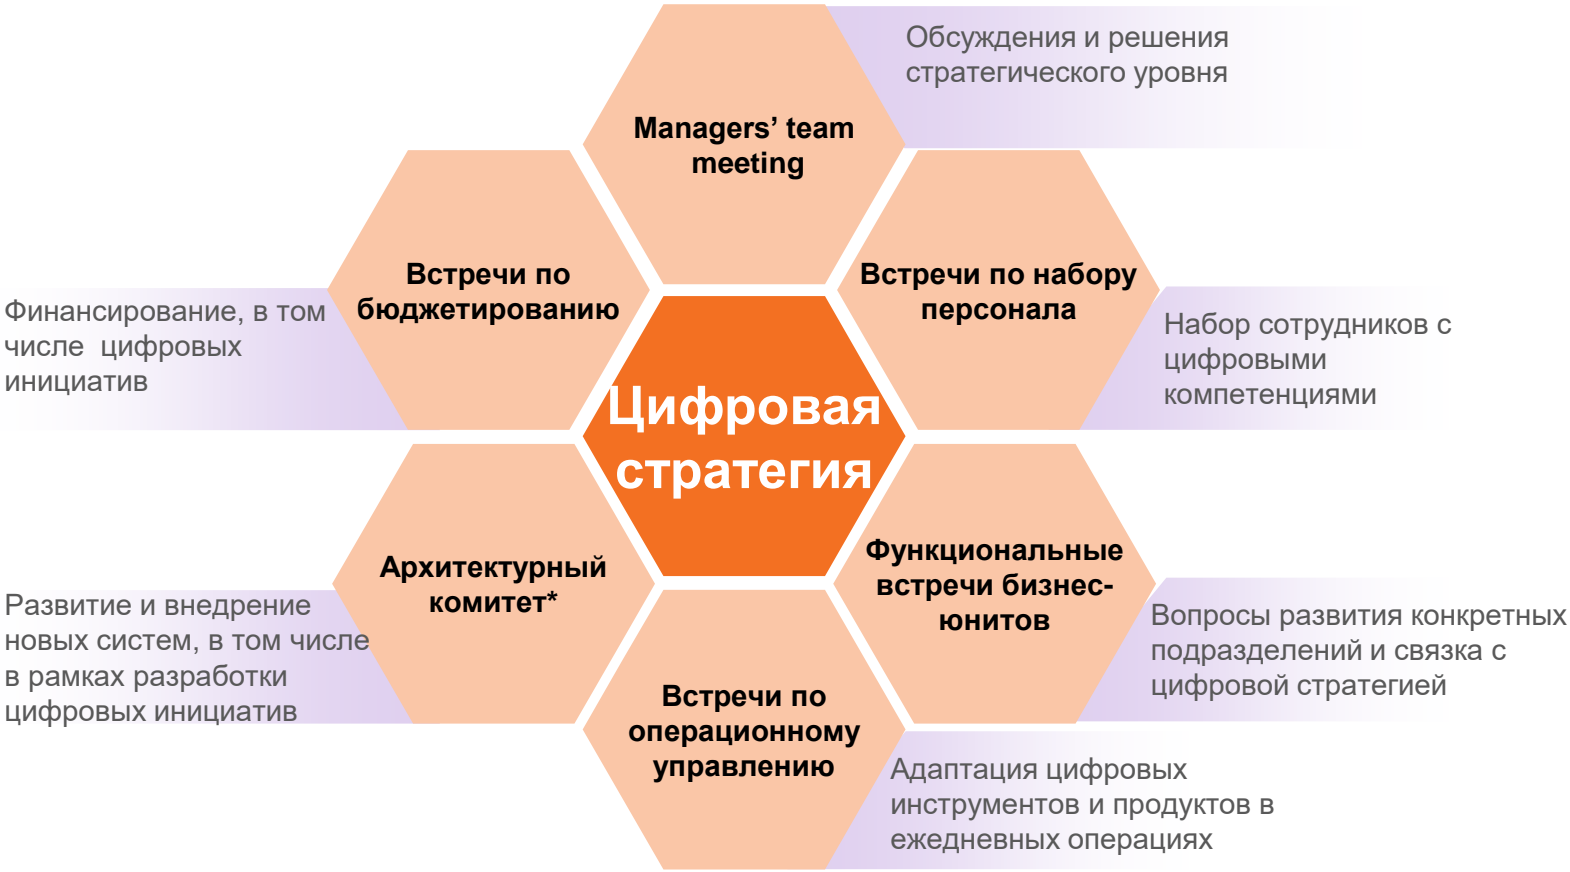 Обсуждения и решения
стратегического уровня
Managers’ team
meeting
Встречи по
бюджетированию
Встречи по набору
персонала
Финансирование, в том
числе  цифровых
инициатив
Набор сотрудников с
цифровыми
компетенциями
Цифровая
стратегия
Архитектурный
комитет*
Функциональные
встречи бизнес-
юнитов
Развитие и внедрение
новых систем, в том числе
в рамках разработки
цифровых инициатив
Вопросы развития конкретных
подразделений и связка с
цифровой стратегией
Встречи по
операционному
управлению
Адаптация цифровых
инструментов и продуктов в
ежедневных операциях